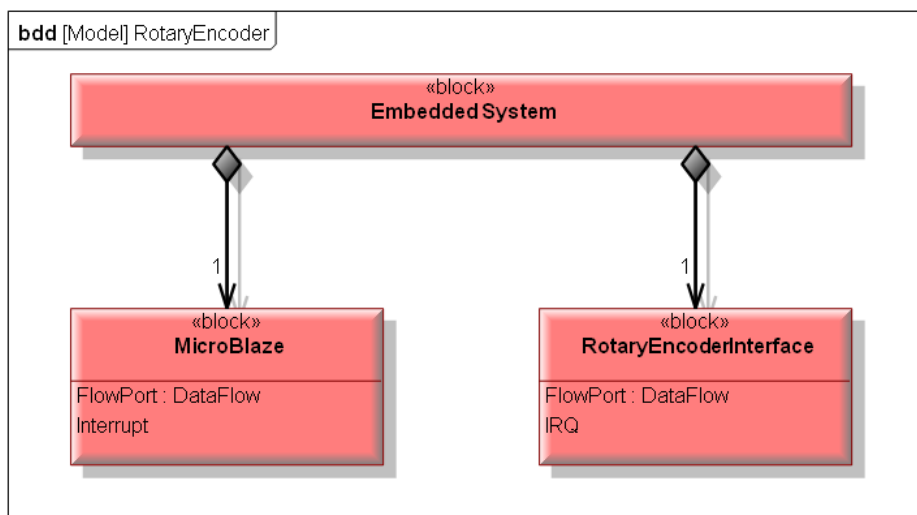 bdd [Model] RotaryEncoder
«block»
Embedded System
1
1
«block»
MicroBlaze
FlowPort : DataFlow
Interrupt
«block»
RotaryEncoderInterface
FlowPort : DataFlow
IRQ